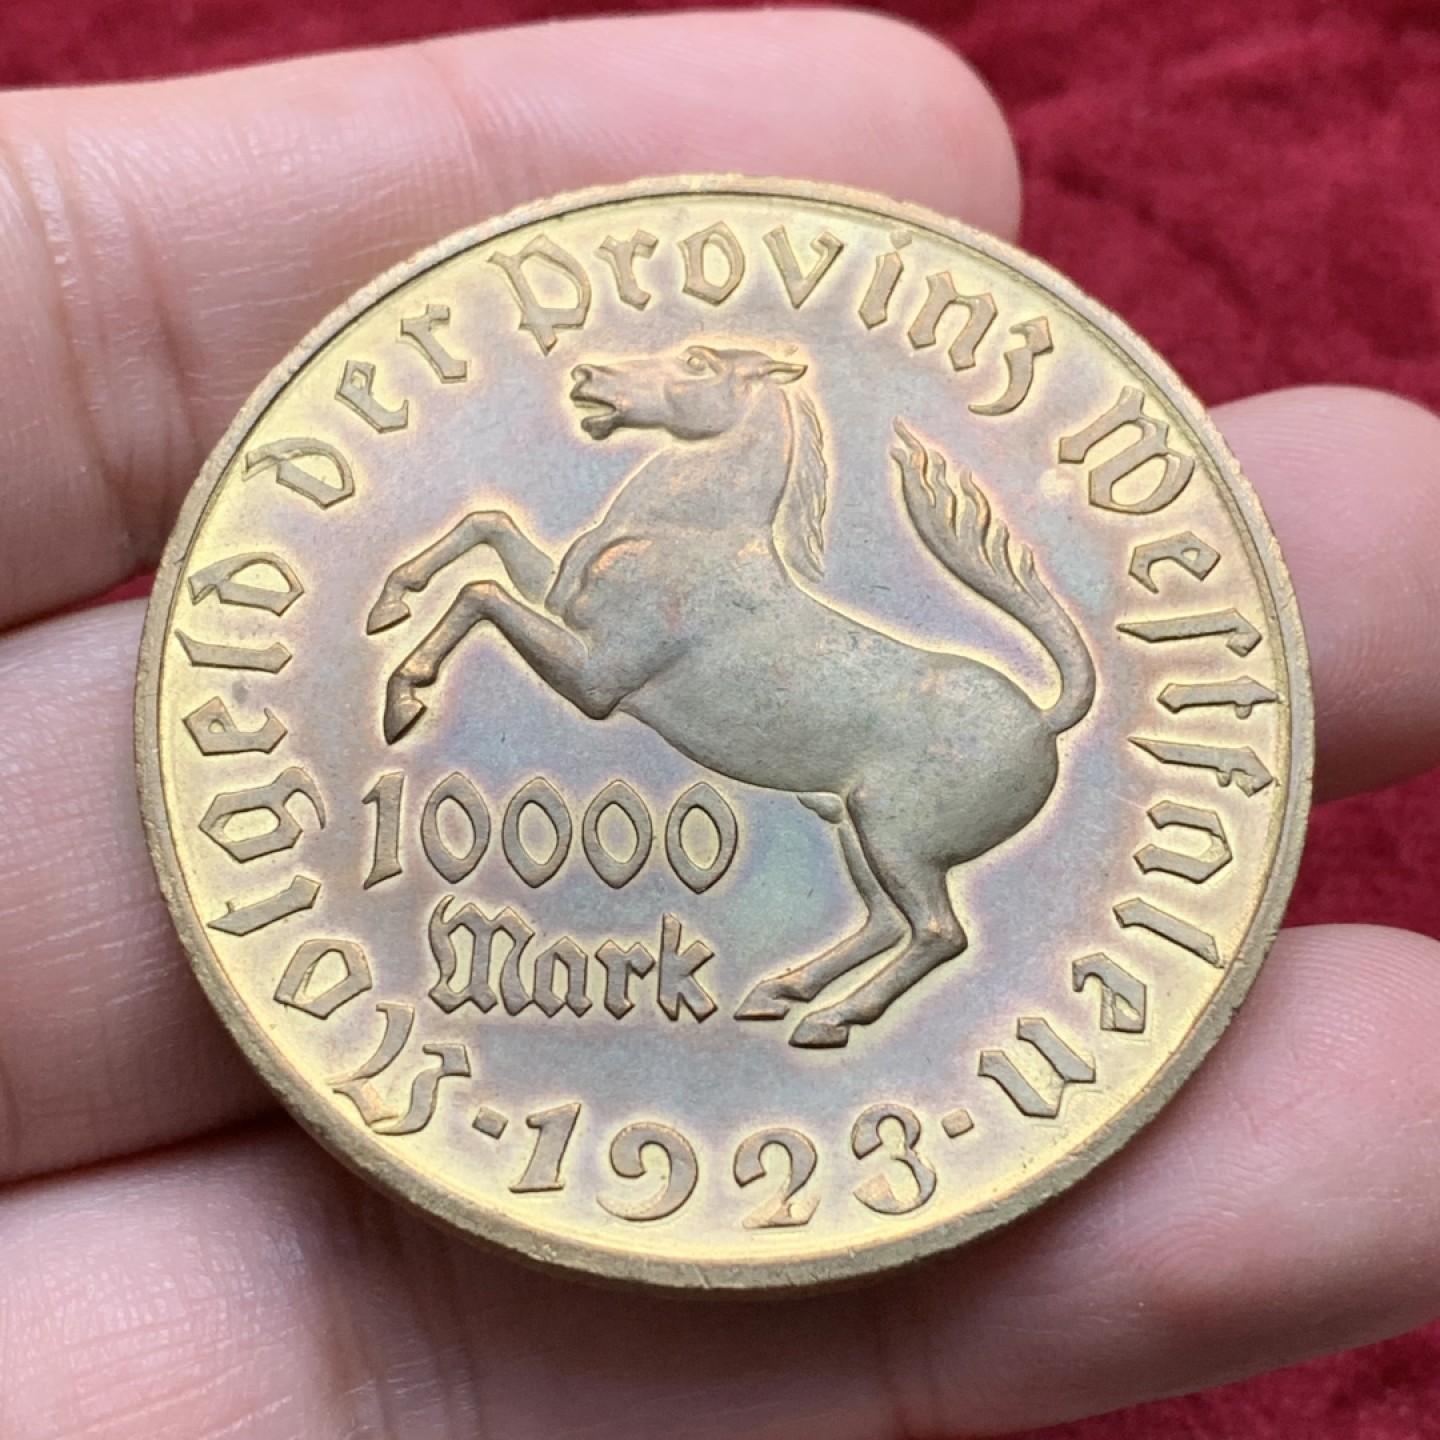 Notgeld der Provinz Westfalen
10000
Mark
·1923·